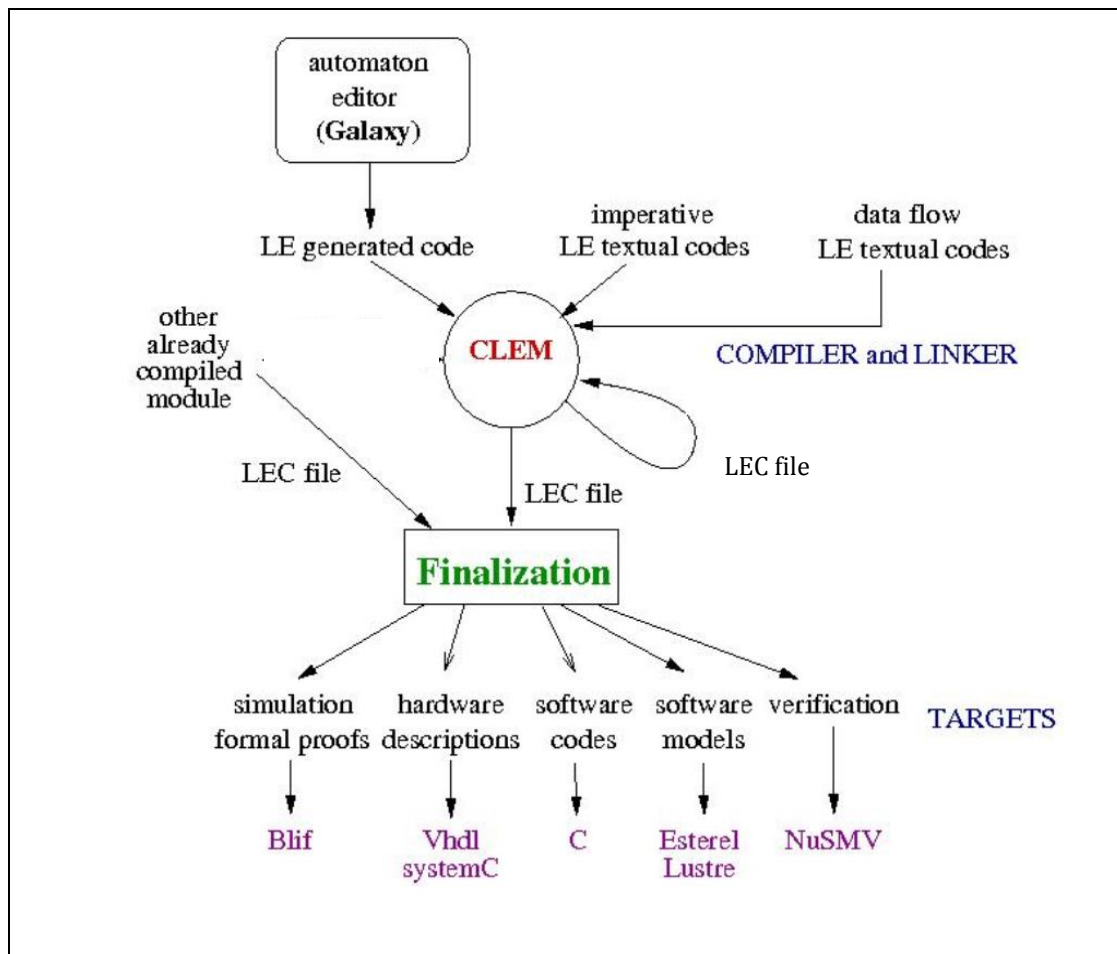 automaton
editor
(Galaxy)
LE generated code
imperative
LE textual codes
data flow
LE textual codes
other
already
compiled
module
CLEM
COMPILER and LINKER
LEC file
LEC file
LEC file
Finalization
simulation
formal proofs
hardware
descriptions
software
codes
software
models
verification
TARGETS
Blif
Vhdl
systemC
C
Esterel
Lustre
NuSMV